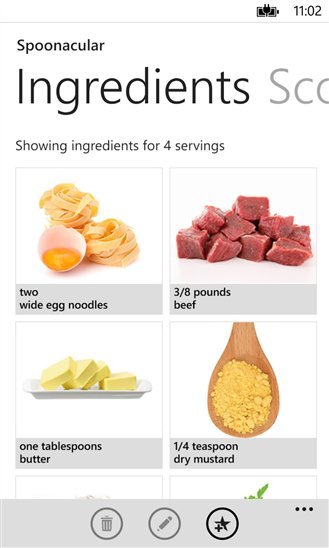 11:02
Spoonacular
Ingredients Sco
Showing ingredients for 4 servings
two
wide egg noodles
3/8 pounds
beef
one tablespoons
butter
1/4 teaspoon
dry mustard